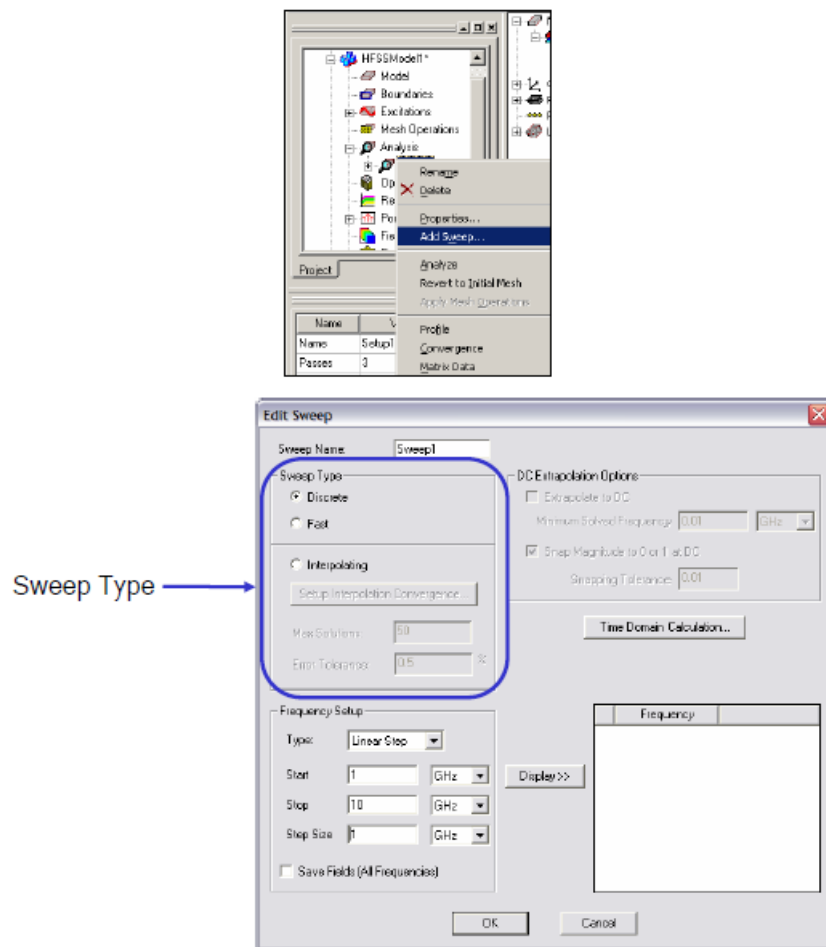 HFSSModel1*
Model
Boundaries
Excitations
Mesh Operations
Analysis
Op
Re
Por
Fie
Rename
Delete
Properties...
Add Sweep...
Analyze
Revert to Initial Mesh
Apply Mesh Operations
Profile
Convergence
Matrix Data
Project
Name V
Name Setup1
Passes 3
Edit Sweep
Sweep Name: Sweep1
Sweep Type
Discrete
Fast
Interpolating
Setup Interpolation Convergence...
Max Solutions: 50
Error Tolerance: 0.5 %
DC Extrapolation Options
Extrapolate to DC
Minimum Solved Frequency: 0.01 GHz
Snap Magnitude to 0 or 1 at DC
Snapping Tolerance: 0.01
Time Domain Calculation...
Sweep Type
Frequency Setup
Type: Linear Step
Start 1 GHz
Stop 10 GHz
Step Size 1 GHz
Save Fields (All Frequencies)
Display >>
Frequency
OK Cancel